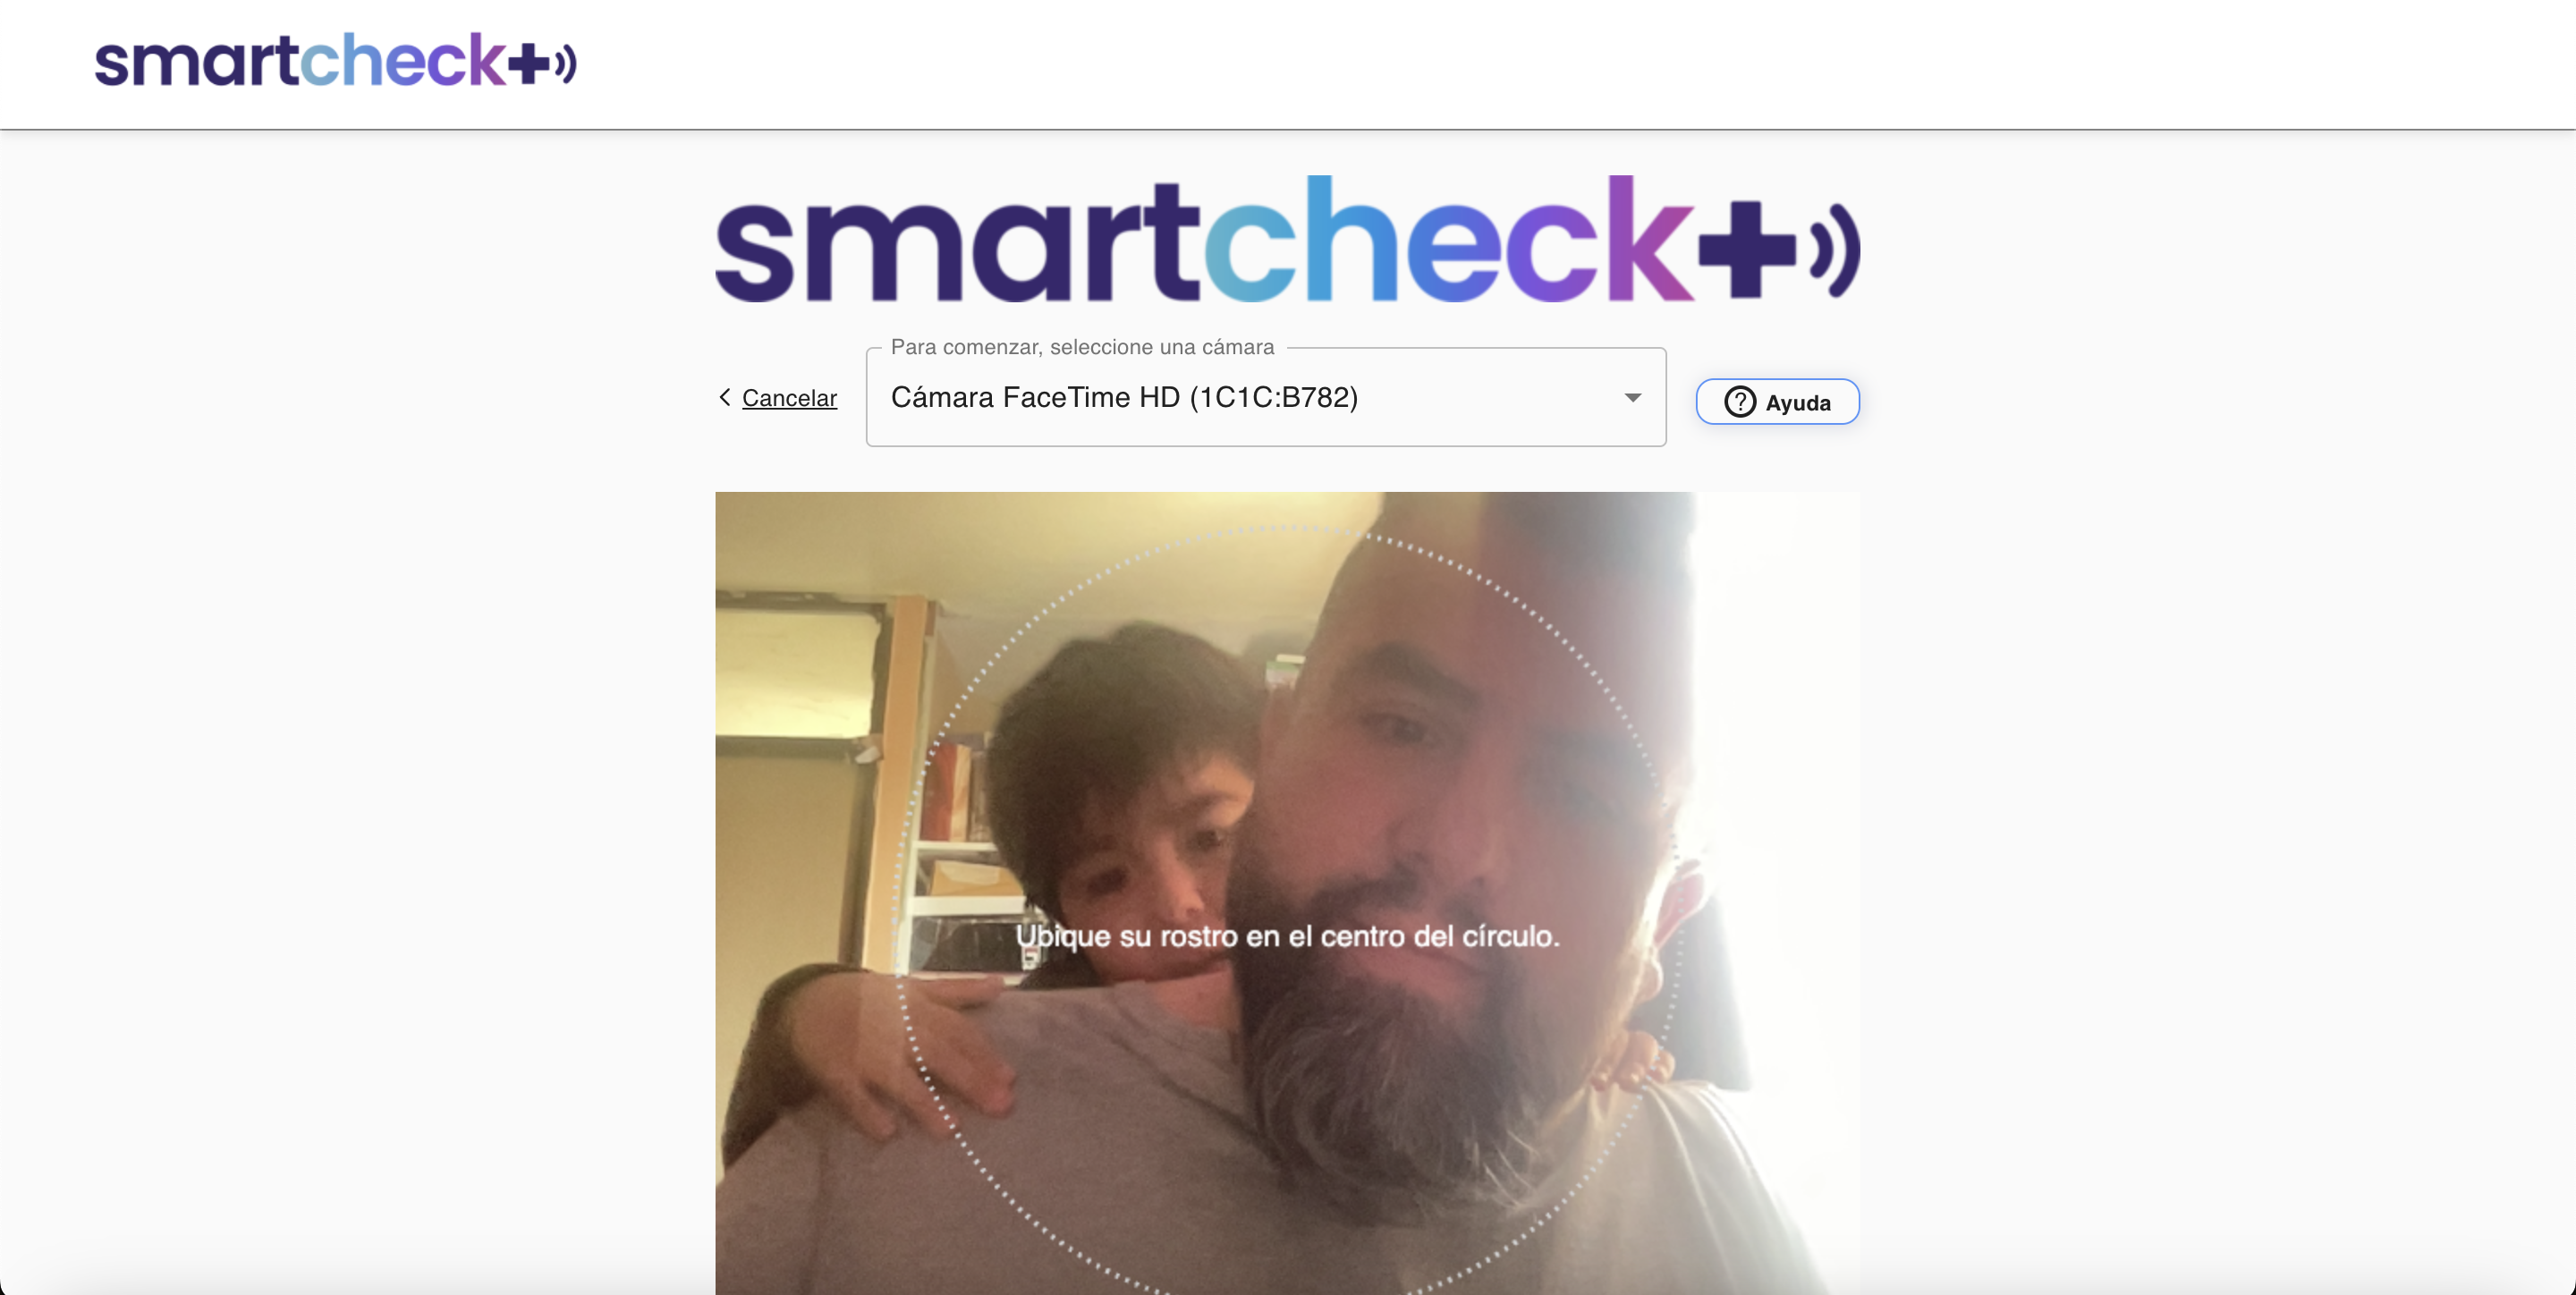 smartcheck+
smartcheck+
Para comenzar, seleccione una cámara
Cancelar
Cámara FaceTime HD (1C1C:B782)
Ayuda
Ubique su rostro en el centro del círculo.